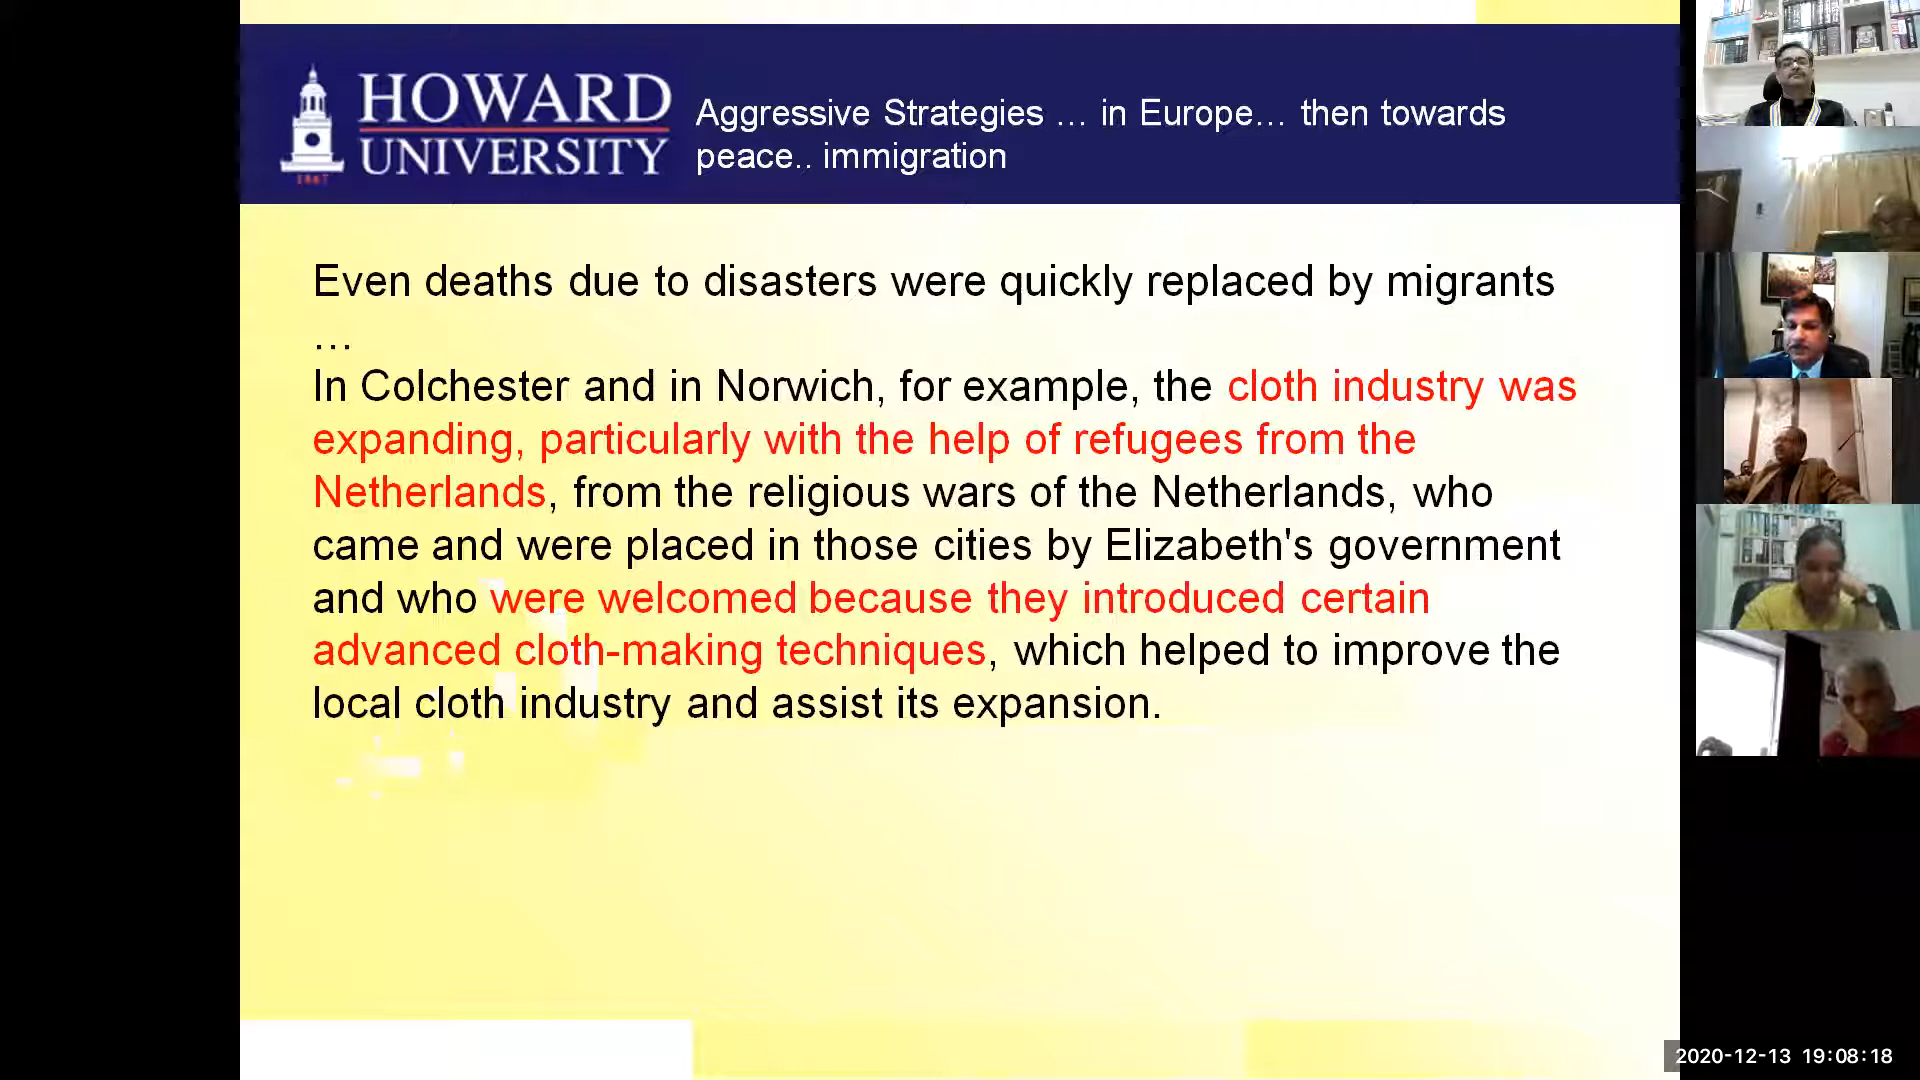 HOWARD
UNIVERSITY
1867
Aggressive Strategies … in Europe… then towards
peace.. immigration
Even deaths due to disasters were quickly replaced by migrants
…
In Colchester and in Norwich, for example, the cloth industry was
expanding, particularly with the help of refugees from the
Netherlands, from the religious wars of the Netherlands, who
came and were placed in those cities by Elizabeth's government
and who were welcomed because they introduced certain
advanced cloth-making techniques, which helped to improve the
local cloth industry and assist its expansion.
2020-12-13 19:08:18